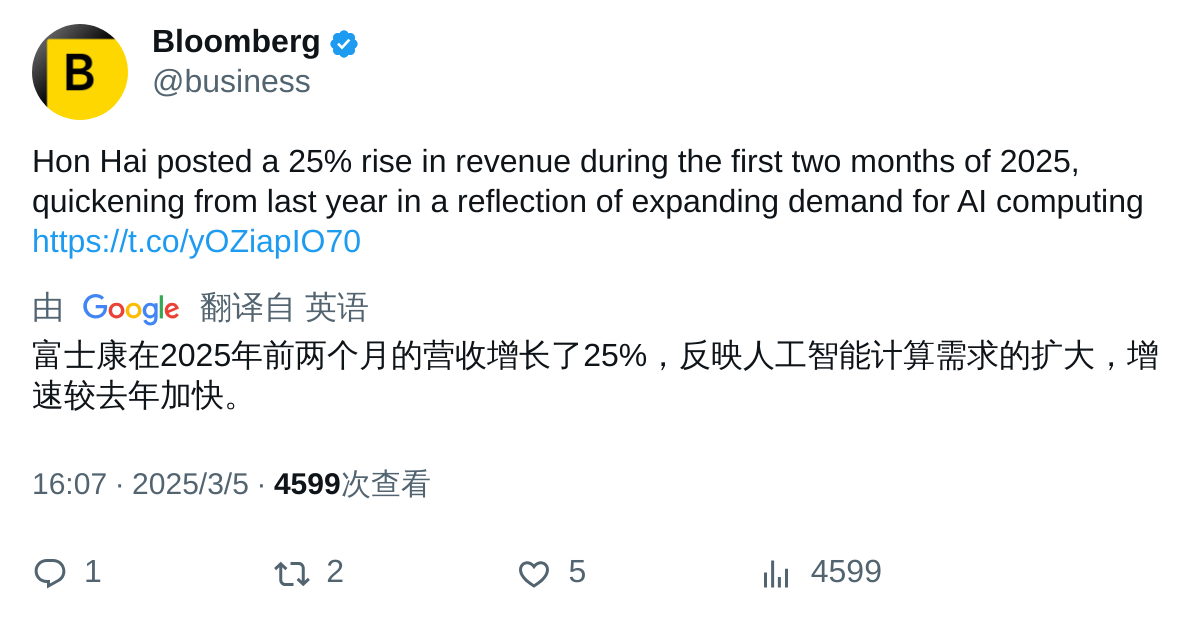 B
Bloomberg
@business
Hon Hai posted a 25% rise in revenue during the first two months of 2025,
quickening from last year in a reflection of expanding demand for AI computing
https://t.co/yOZiapIO70
由 Google 翻译自 英语
富士康在2025年前两个月的营收增长了25%，反映人工智能计算需求的扩大，增
速较去年加快。
16:07 · 2025/3/5 · 4599次查看
1 2 5 4599